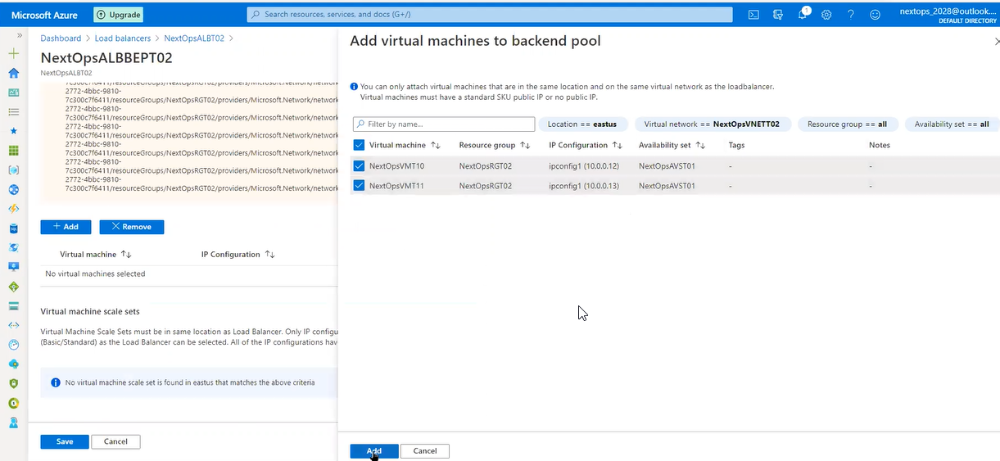 Microsoft Azure
Upgrade
Search resources, services, and docs (G+/)
1
nextops_2028@outlook....
DEFAULT DIRECTORY
Dashboard > Load balancers > NextOpsALBT02 >
NextOpsALBBEPT02
NextOpsALBT02
7c300c7f6411/resourceGroups/NextOpsRGT02/providers/Microsoft.Network/network
2772-4bbc-9810-
7c300c7f6411/resourceGroups/NextOpsRGT02/providers/Microsoft.Network/network
2772-4bbc-9810-
7c300c7f6411/resourceGroups/NextOpsRGT02/providers/Microsoft.Network/network
2772-4bbc-9810-
7c300c7f6411/resourceGroups/NextOpsRGT02/providers/Microsoft.Network/network
2772-4bbc-9810-
7c300c7f6411/resourceGroups/NextOpsRGT02/providers/Microsoft.Network/network
2772-4bbc-9810-
7c300c7f6411/resourceGroups/NextOpsRGT02/providers/Microsoft.Network/network
2772-4bbc-9810-
7c300c7f6411/resourceGroups/NextOpsRGT02/providers/Microsoft.Network/network
+ Add
Remove
Virtual machine
IP Configuration
No virtual machines selected
Virtual machine scale sets
Virtual Machine Scale Sets must be in same location as Load Balancer. Only IP configu
(Basic/Standard) as the Load Balancer can be selected. All of the IP configurations hav
No virtual machine scale set is found in eastus that matches the above criteria
Save
Cancel
Add virtual machines to backend pool
You can only attach virtual machines that are in the same location and on the same virtual network as the loadbalancer.
Virtual machines must have a standard SKU public IP or no public IP.
Filter by name...
Location == eastus
Virtual network == NextOpsVNETT02
Resource group == all
Availability set == all
Virtual machine Resource group IP Configuration Availability set Tags Notes
NextOpsVMT10 NextOpsRGT02 ipconfig1 (10.0.0.12) NextOpsAVST01 - -
NextOpsVMT11 NextOpsRGT02 ipconfig1 (10.0.0.13) NextOpsAVST01 - -
Add
Cancel